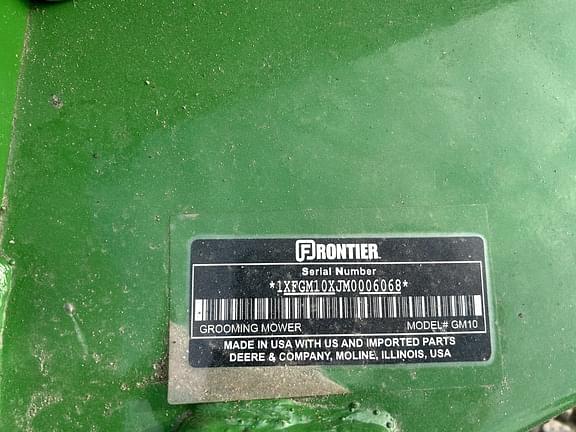 FRONTIER
Serial Number
*1XFGM10XJM0006068*
GROOMING MOWER MODEL# GM10
MADE IN USA WITH US AND IMPORTED PARTS
DEERE & COMPANY, MOLINE, ILLINOIS, USA